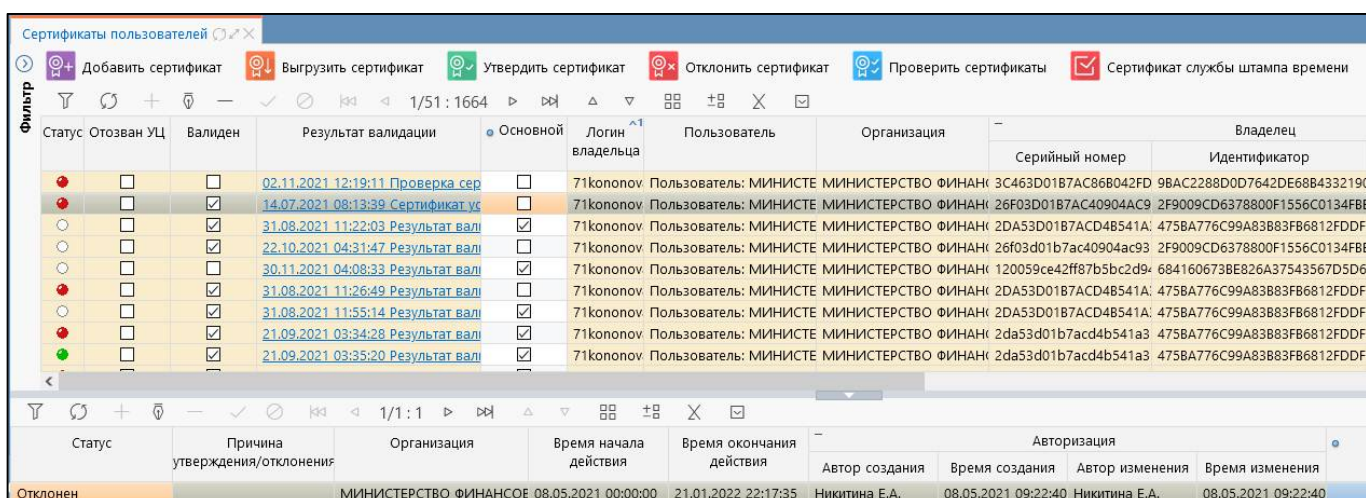 Сертификаты пользователей
Добавить сертификат Выгрузить сертификат Утвердить сертификат Отклонить сертификат Проверить сертификаты Сертификат службы штампа времени
Фильтр
1/51 : 1664
Статус Отозван УЦ Валиден Результат валидации Основной Логин владельца ^1 Пользователь Организация Владелец
Серийный номер Идентификатор
02.11.2021 12:19:11 Проверка сер 71kononov Пользователь: МИНИСТЕ МИНИСТЕРСТВО ФИНАН 3C463D01B7AC86B042FD 9BAC2288D0D7642DE68B4332190
14.07.2021 08:13:39 Сертификат ус 71kononov Пользователь: МИНИСТЕ МИНИСТЕРСТВО ФИНАН 26F03D01B7AC40904AC9 2F9009CD6378800F1556C0134FBE
31.08.2021 11:22:03 Результат вали 71kononov Пользователь: МИНИСТЕ МИНИСТЕРСТВО ФИНАН 2DA53D01B7ACD4B541A 475BA776C99A83B83FB6812FDDF
22.10.2021 04:31:47 Результат вали 71kononov Пользователь: МИНИСТЕ МИНИСТЕРСТВО ФИНАН 26f03d01b7ac40904ac93 2F9009CD6378800F1556C0134FBE
30.11.2021 04:08:33 Результат вали 71kononov Пользователь: МИНИСТЕ МИНИСТЕРСТВО ФИНАН 120059ce42ff87b5bc2d9 684160673BE826A37543567D5D6
31.08.2021 11:26:49 Результат вали 71kononov Пользователь: МИНИСТЕ МИНИСТЕРСТВО ФИНАН 2DA53D01B7ACD4B541A 475BA776C99A83B83FB6812FDDF
31.08.2021 11:55:14 Результат вали 71kononov Пользователь: МИНИСТЕ МИНИСТЕРСТВО ФИНАН 2DA53D01B7ACD4B541A 475BA776C99A83B83FB6812FDDF
21.09.2021 03:34:28 Результат вали 71kononov Пользователь: МИНИСТЕ МИНИСТЕРСТВО ФИНАН 2da53d01b7acd4b541a3 475BA776C99A83B83FB6812FDDF
21.09.2021 03:35:20 Результат вали 71kononov Пользователь: МИНИСТЕ МИНИСТЕРСТВО ФИНАН 2da53d01b7acd4b541a3 475BA776C99A83B83FB6812FDDF
1/1 : 1
Статус Причина утверждения/отклонения Организация Время начала действия Время окончания действия Авторизация
Автор создания Время создания Автор изменения Время изменения
Отклонен МИНИСТЕРСТВО ФИНАНСОВ 08.05.2021 00:00:00 21.01.2022 22:17:35 Никитина Е.А. 08.05.2021 09:22:40 Никитина Е.А. 08.05.2021 09:22:40